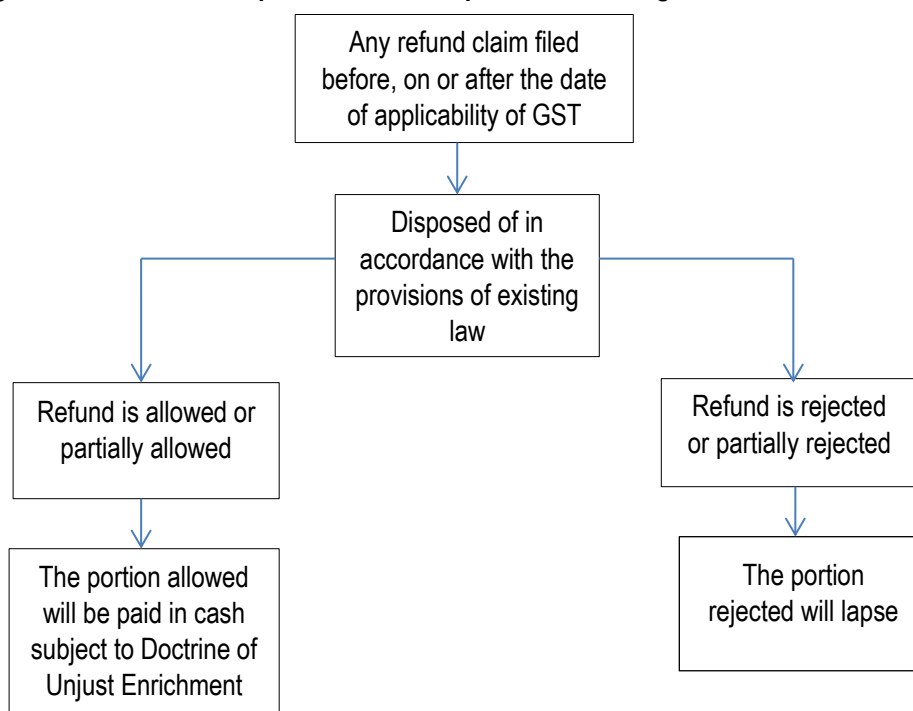 Any refund claim filed
before, on or after the date
of applicability of GST
Disposed of in
accordance with the
provisions of existing
law
Refund is allowed or
partially allowed
Refund is rejected
or partially rejected
The portion allowed
will be paid in cash
subject to Doctrine of
Unjust Enrichment
The portion
rejected will lapse